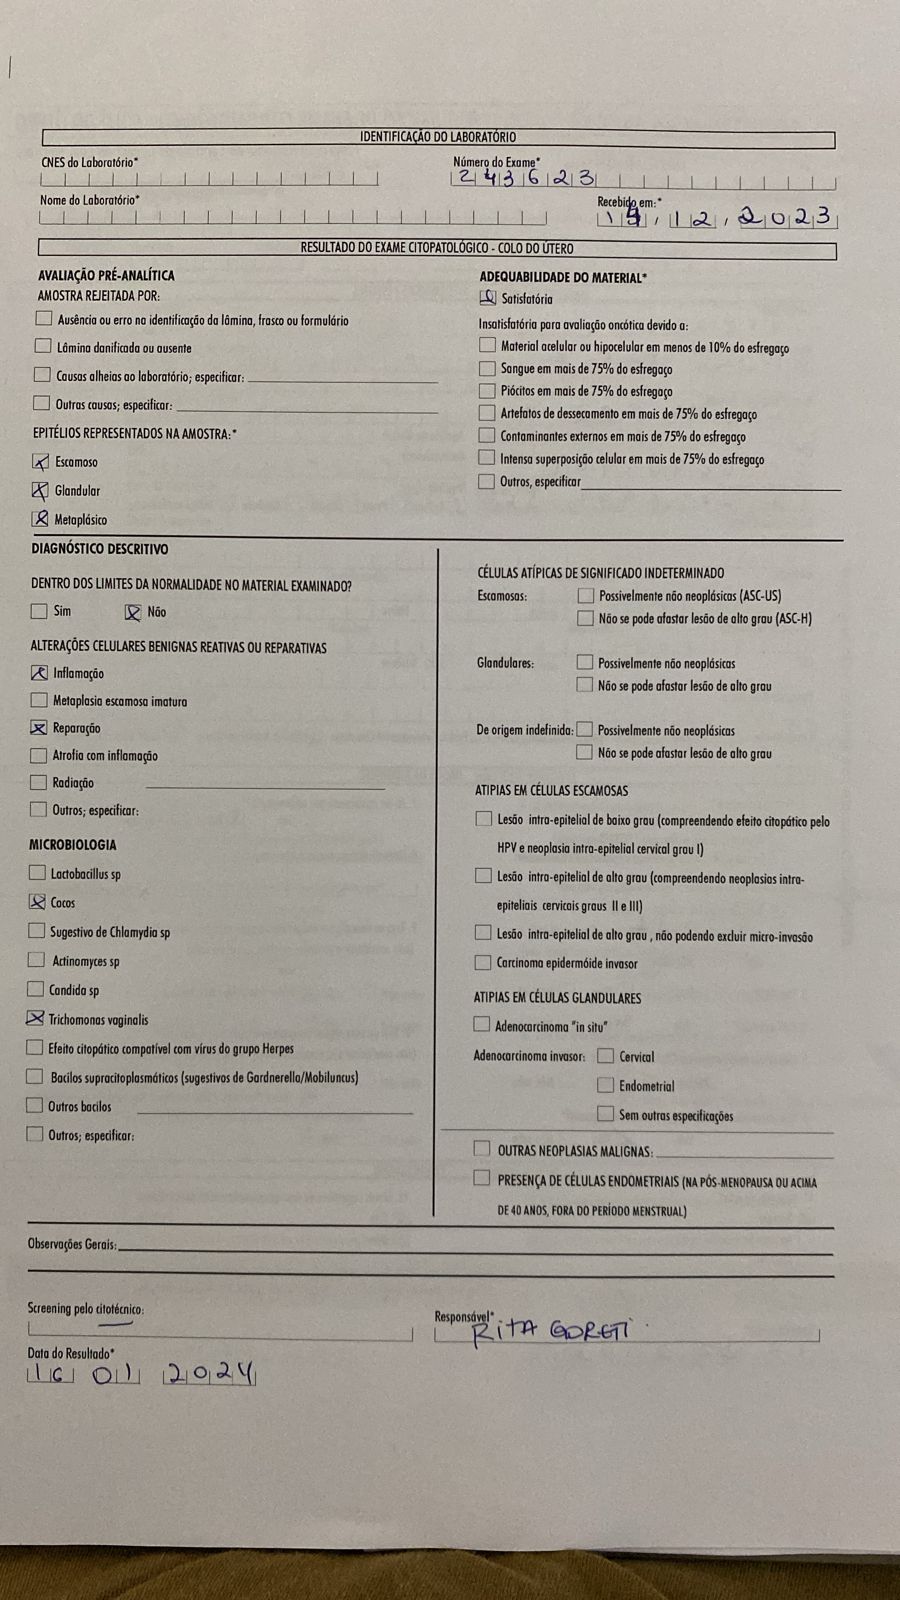 IDENTIFICAÇÃO DO LABORATÓRIO
CNES do Laboratório*
Número do Exame*
243623
Nome do Laboratório*
Recebido em:*
12, 2023
RESULTADO DO EXAME CITOPATOLÓGICO - COLO DO ÚTERO
AVALIAÇÃO PRÉ-ANALÍTICA
AMOSTRA REJEITADA POR:
Ausência ou erro na identificação da lâmina, frasco ou formulário
Lâmina danificada ou ausente
Causas alheias ao laboratório; especificar:
Outras causas; especificar:
EPITÉLIOS REPRESENTADOS NA AMOSTRA:*
Escamoso
Glandular
Metaplásico
ADEQUABILIDADE DO MATERIAL*
Satisfatória
Insatisfatória para avaliação oncótica devido a:
Material acelular ou hipocelular em menos de 10% do esfregaço
Sangue em mais de 75% do esfregaço
Piócitos em mais de 75% do esfregaço
Artefatos de dessecamento em mais de 75% do esfregaço
Contaminantes externos em mais de 75% do esfregaço
Intensa superposição celular em mais de 75% do esfregaço
Outros, especificar
DIAGNÓSTICO DESCRITIVO
DENTRO DOS LIMITES DA NORMALIDADE NO MATERIAL EXAMINADO?
Sim Não
ALTERAÇÕES CELULARES BENIGNAS REATIVAS OU REPARATIVAS
Inflamação
Metaplasia escamosa imatura
Reparação
Atrofia com inflamação
Radiação
Outros; especificar:
MICROBIOLOGIA
Lactobacillus sp
Cocos
Sugestivo de Chlamydia sp
Actinomyces sp
Candida sp
Trichomonas vaginalis
Efeito citopático compatível com vírus do grupo Herpes
Bacilos supracitoplasmáticos (sugestivos de Gardnerella/Mobiluncus)
Outros bacilos
Outros; especificar:
CÉLULAS ATÍPICAS DE SIGNIFICADO INDETERMINADO
Escamosas: Possivelmente não neoplásicas (ASC-US)
Não se pode afastar lesão de alto grau (ASC-H)
Glandulares: Possivelmente não neoplásicas
Não se pode afastar lesão de alto grau
De origem indefinida: Possivelmente não neoplásicas
Não se pode afastar lesão de alto grau
ATIPIAS EM CÉLULAS ESCAMOSAS
Lesão intra-epitelial de baixo grau (compreendendo efeito citopático pelo
HPV e neoplasia intra-epitelial cervical grau I)
Lesão intra-epitelial de alto grau (compreendendo neoplasias intra-
epiteliais cervicais graus II e III)
Lesão intra-epitelial de alto grau , não podendo excluir micro-invasão
Carcinoma epidermóide invasor
ATIPIAS EM CÉLULAS GLANDULARES
Adenocarcinoma "in situ"
Adenocarcinoma invasor: Cervical
Endometrial
Sem outras especificações
OUTRAS NEOPLASIAS MALIGNAS:
PRESENÇA DE CÉLULAS ENDOMETRIAIS (NA PÓS-MENOPAUSA OU ACIMA
DE 40 ANOS, FORA DO PERÍODO MENSTRUAL)
Observações Gerais:
Screening pelo citotécnico:
Responsável*
RITA GORETI
Data do Resultado*
16 01 2024